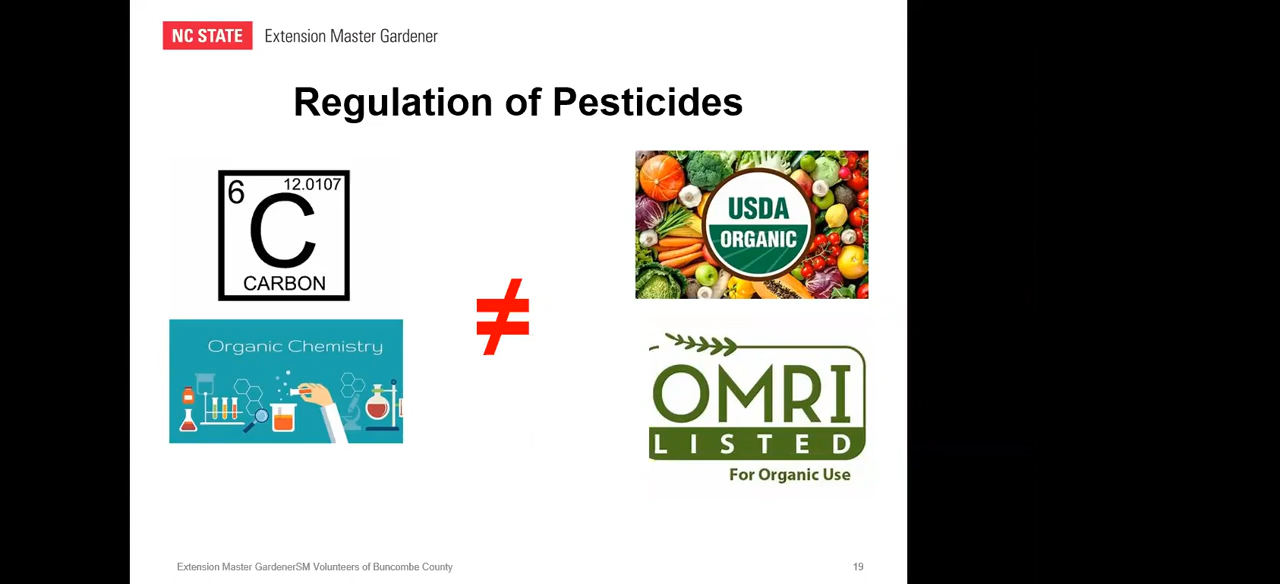 NC STATE Extension Master Gardener
Regulation of Pesticides
6 12.0107
C
CARBON
Organic Chemistry
≠
USDA
ORGANIC
OMRI
LISTED
For Organic Use
Extension Master GardenerSM Volunteers of Buncombe County 19